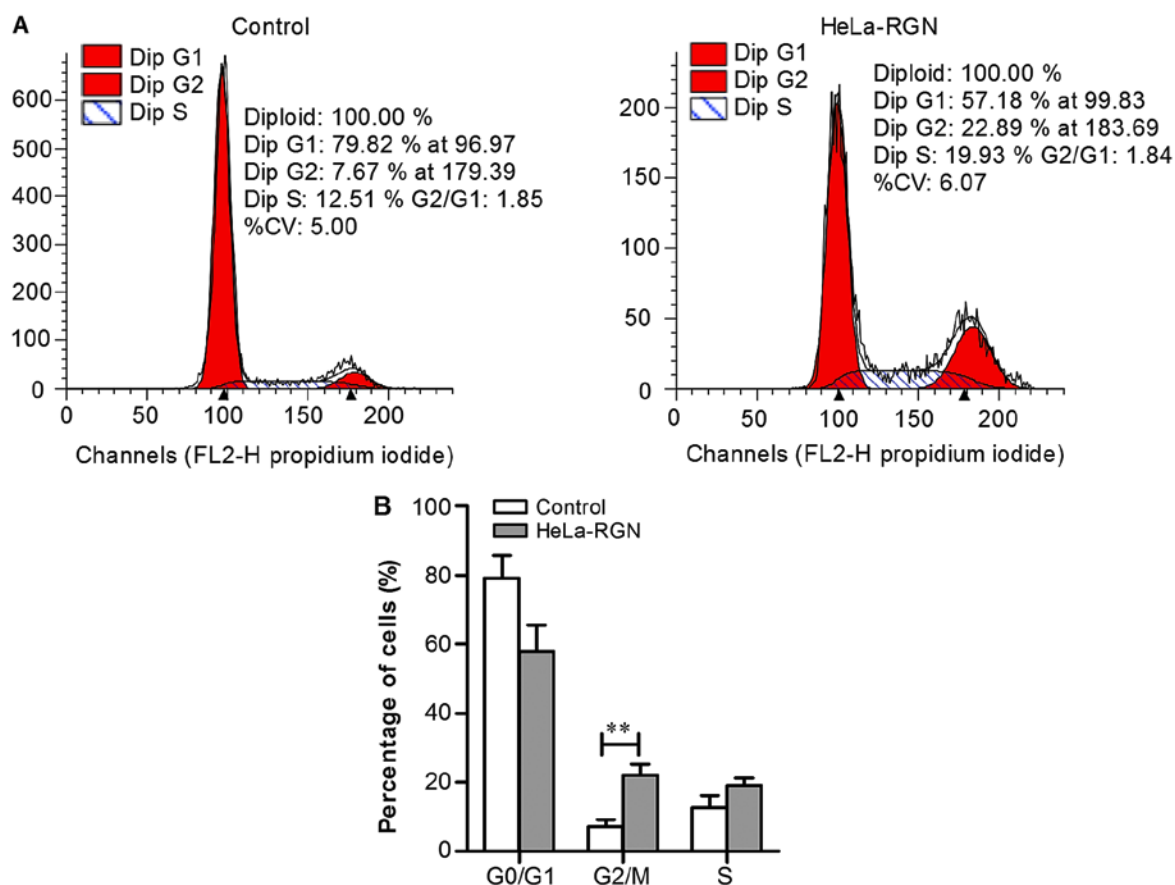 A
Control
Dip G1
Dip G2
Dip S
Diploid: 100.00 %
Dip G1: 79.82 % at 96.97
Dip G2: 7.67 % at 179.39
Dip S: 12.51 % G2/G1: 1.85
%CV: 5.00
600
500
400
300
200
100
0
0 50 100 150 200
Channels (FL2-H propidium iodide)
HeLa-RGN
Dip G1
Dip G2
Dip S
Diploid: 100.00 %
Dip G1: 57.18 % at 99.83
Dip G2: 22.89 % at 183.69
Dip S: 19.93 % G2/G1: 1.84
%CV: 6.07
200
150
100
50
0
0 50 100 150 200
Channels (FL2-H propidium iodide)
B
Control
HeLa-RGN
Percentage of cells (%)
100
80
60
40
20
0
**
G0/G1 G2/M S